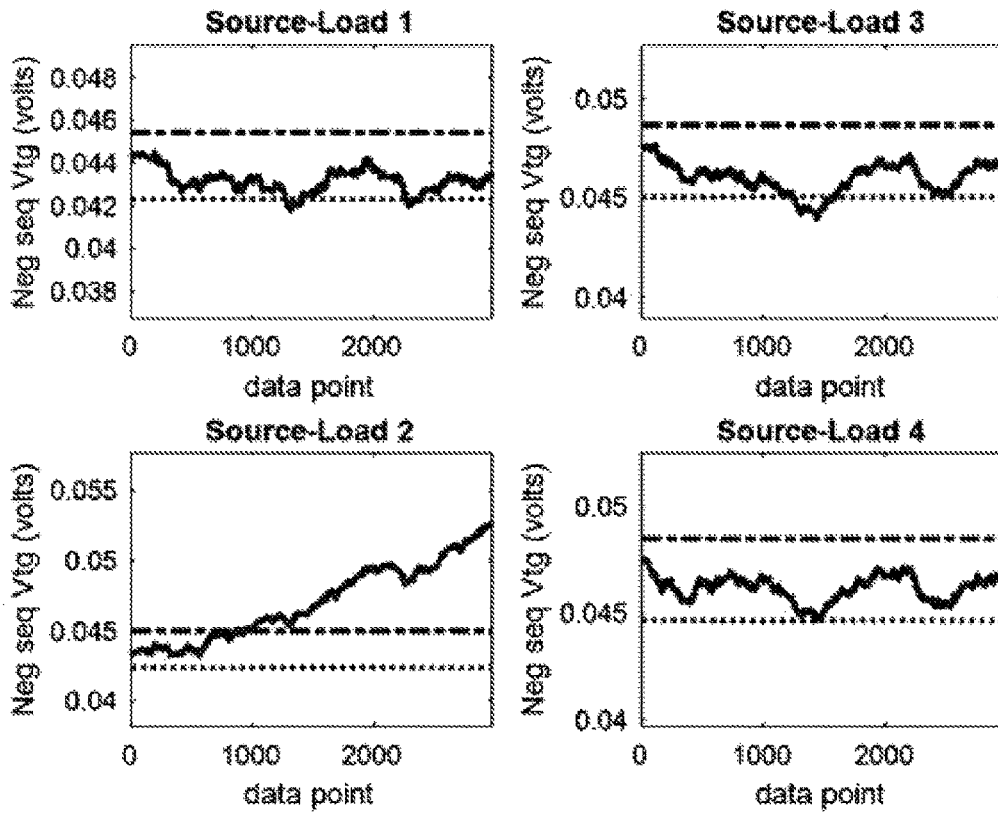 Source-Load 1
Neg seq Vtg (volts)
0.048
0.046
0.044
0.042
0.04
0.038
0
1000
2000
data point
Source-Load 3
Neg seq Vtg (volts)
0.05
0.045
0.04
0
1000
2000
data point
Source-Load 2
Neg seq Vtg (volts)
0.055
0.05
0.045
0.04
0
1000
2000
data point
Source-Load 4
Neg seq Vtg (volts)
0.05
0.045
0.04
0
1000
2000
data point